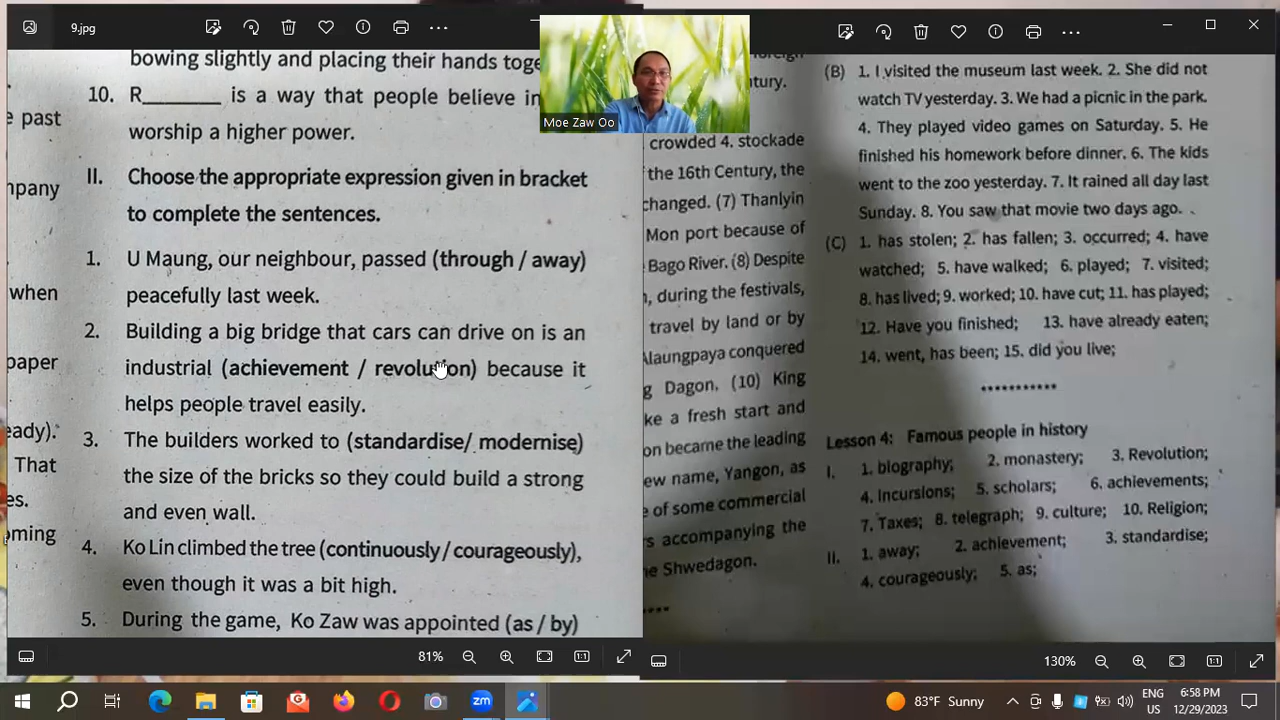 9.jpg
Moe Zaw Oo
bowing slightly and placing their hands
10. R_______ is a way that people believe
worship a higher power.
II. Choose the appropriate expression given in bracket
to complete the sentences.
1. U Maung, our neighbour, passed (through / away)
peacefully last week.
2. Building a big bridge that cars can drive on is an
industrial (achievement / revolution) because it
helps people travel easily.
3. The builders worked to (standardise/ modernise)
the size of the bricks so they could build a strong
and even wall.
4. Ko Lin climbed the tree (continuously / courageously),
even though it was a bit high.
5. During the game, Ko Zaw was appointed (as / by)
past
when
paper
That
crowded 4. stockade
the 16th Century, the
changed. (7) Thanlyin
Mon port because of
Bago River. (8) Despite
during the festivals,
travel by land or by
Alaungpaya conquered
Dagon. (10) King
a fresh start and
became the leading
new name, Yangon, as
of some commercial
accompanying the
Shwedagon.
(B) 1. I visited the museum last week. 2. She did not
watch TV yesterday. 3. We had a picnic in the park.
4. They played video games on Saturday. 5. He
finished his homework before dinner. 6. The kids
went to the zoo yesterday. 7. It rained all day last
Sunday. 8. You saw that movie two days ago.
(C) 1. has stolen; 2. has fallen; 3. occurred; 4. have
watched; 5. have walked; 6. played; 7. visited;
8. has lived; 9. worked; 10. have cut; 11. has played;
12. Have you finished; 13. have already eaten;
14. went, has been; 15. did you live;
***********
Lesson 4: Famous people in history
I. 1. biography; 2. monastery; 3. Revolution;
4. Incursions; 5. scholars; 6. achievements;
7. Taxes; 8. telegraph; 9. culture; 10. Religion;
II. 1. away; 2. achievement; 3. standardise;
4. courageously; 5. as;
81%
1:1
130%
1:1
zm
83°F Sunny
ENG
US
6:58 PM
12/29/2023